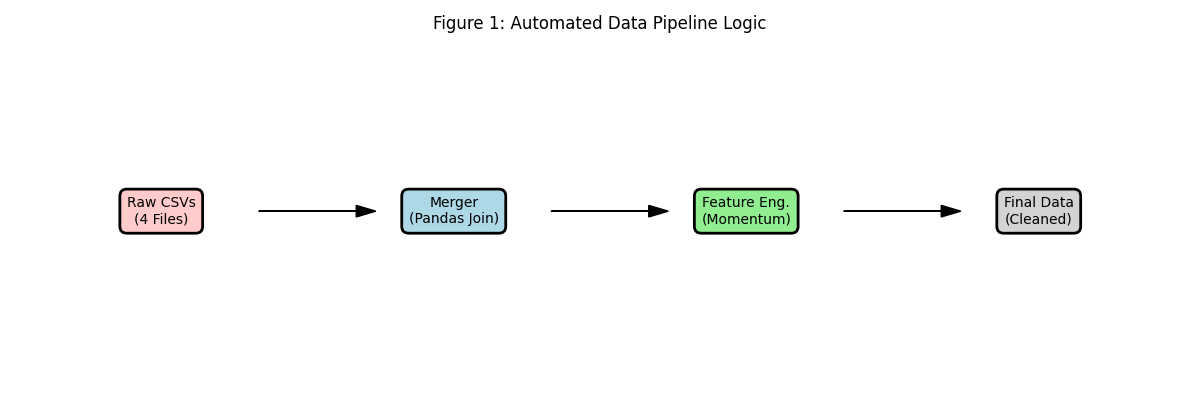 Figure 1: Automated Data Pipeline Logic
Raw CSVs
(4 Files)
Merger
(Pandas Join)
Feature Eng.
(Momentum)
Final Data
(Cleaned)